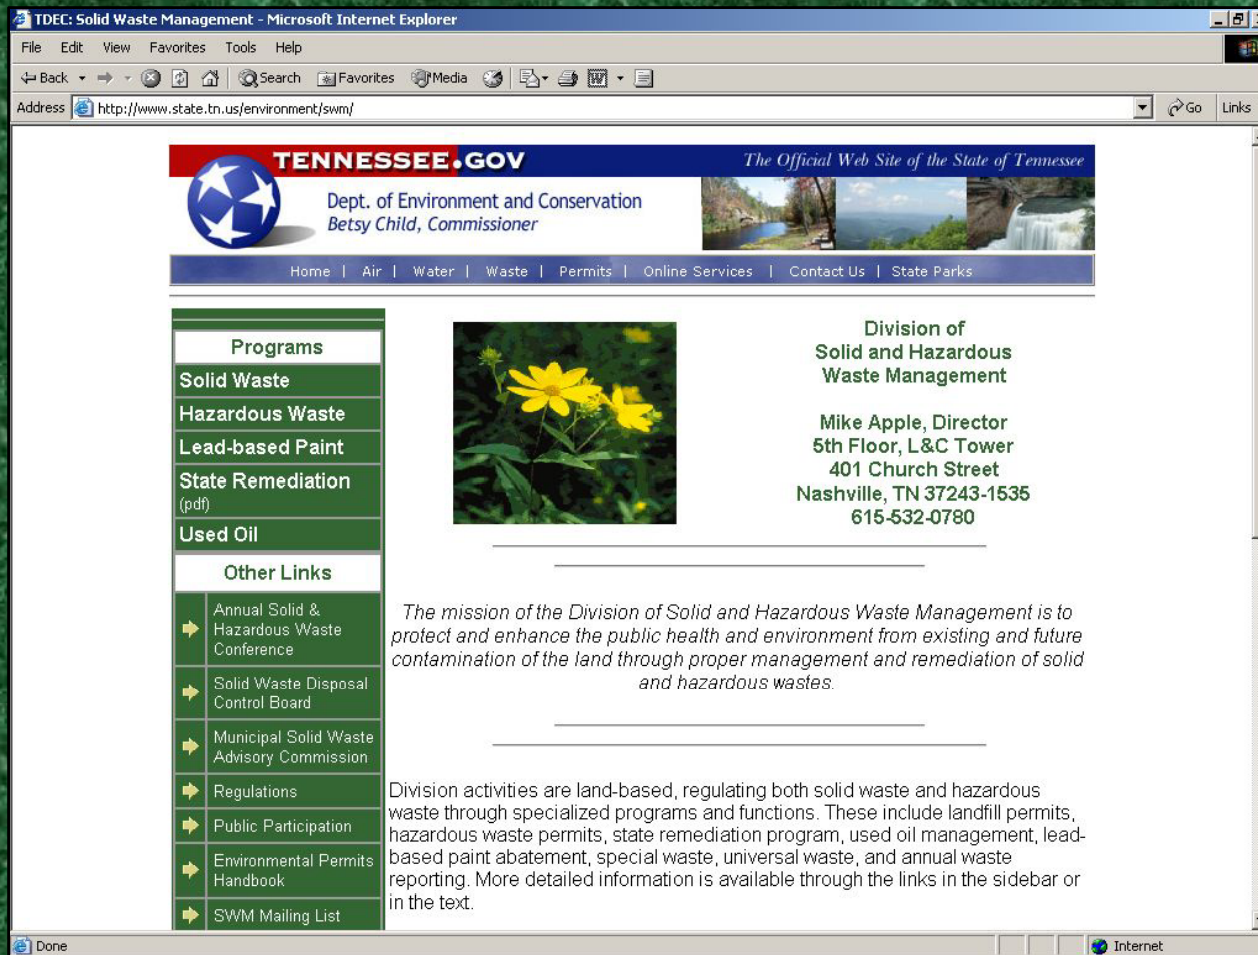 TDEC: Solid Waste Management - Microsoft Internet Explorer
File Edit View Favorites Tools Help
Back Search Favorites Media
Address http://www.state.tn.us/environment/swm/ Go Links
TENNESSEE.GOV The Official Web Site of the State of Tennessee
Dept. of Environment and Conservation
Betsy Child, Commissioner
Home | Air | Water | Waste | Permits | Online Services | Contact Us | State Parks
Programs
Solid Waste
Hazardous Waste
Lead-based Paint
State Remediation
(pdf)
Used Oil
Other Links
Annual Solid &
Hazardous Waste
Conference
Solid Waste Disposal
Control Board
Municipal Solid Waste
Advisory Commission
Regulations
Public Participation
Environmental Permits
Handbook
SWM Mailing List
Division of
Solid and Hazardous
Waste Management
Mike Apple, Director
5th Floor, L&C Tower
401 Church Street
Nashville, TN 37243-1535
615-532-0780
The mission of the Division of Solid and Hazardous Waste Management is to
protect and enhance the public health and environment from existing and future
contamination of the land through proper management and remediation of solid
and hazardous wastes.
Division activities are land-based, regulating both solid waste and hazardous
waste through specialized programs and functions. These include landfill permits,
hazardous waste permits, state remediation program, used oil management, lead-
based paint abatement, special waste, universal waste, and annual waste
reporting. More detailed information is available through the links in the sidebar or
in the text.
Done Internet